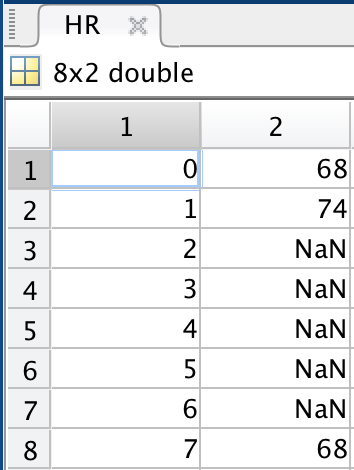 HR
8x2 double
1 2
1 0 68
2 1 74
3 2 NaN
4 3 NaN
5 4 NaN
6 5 NaN
7 6 NaN
8 7 68